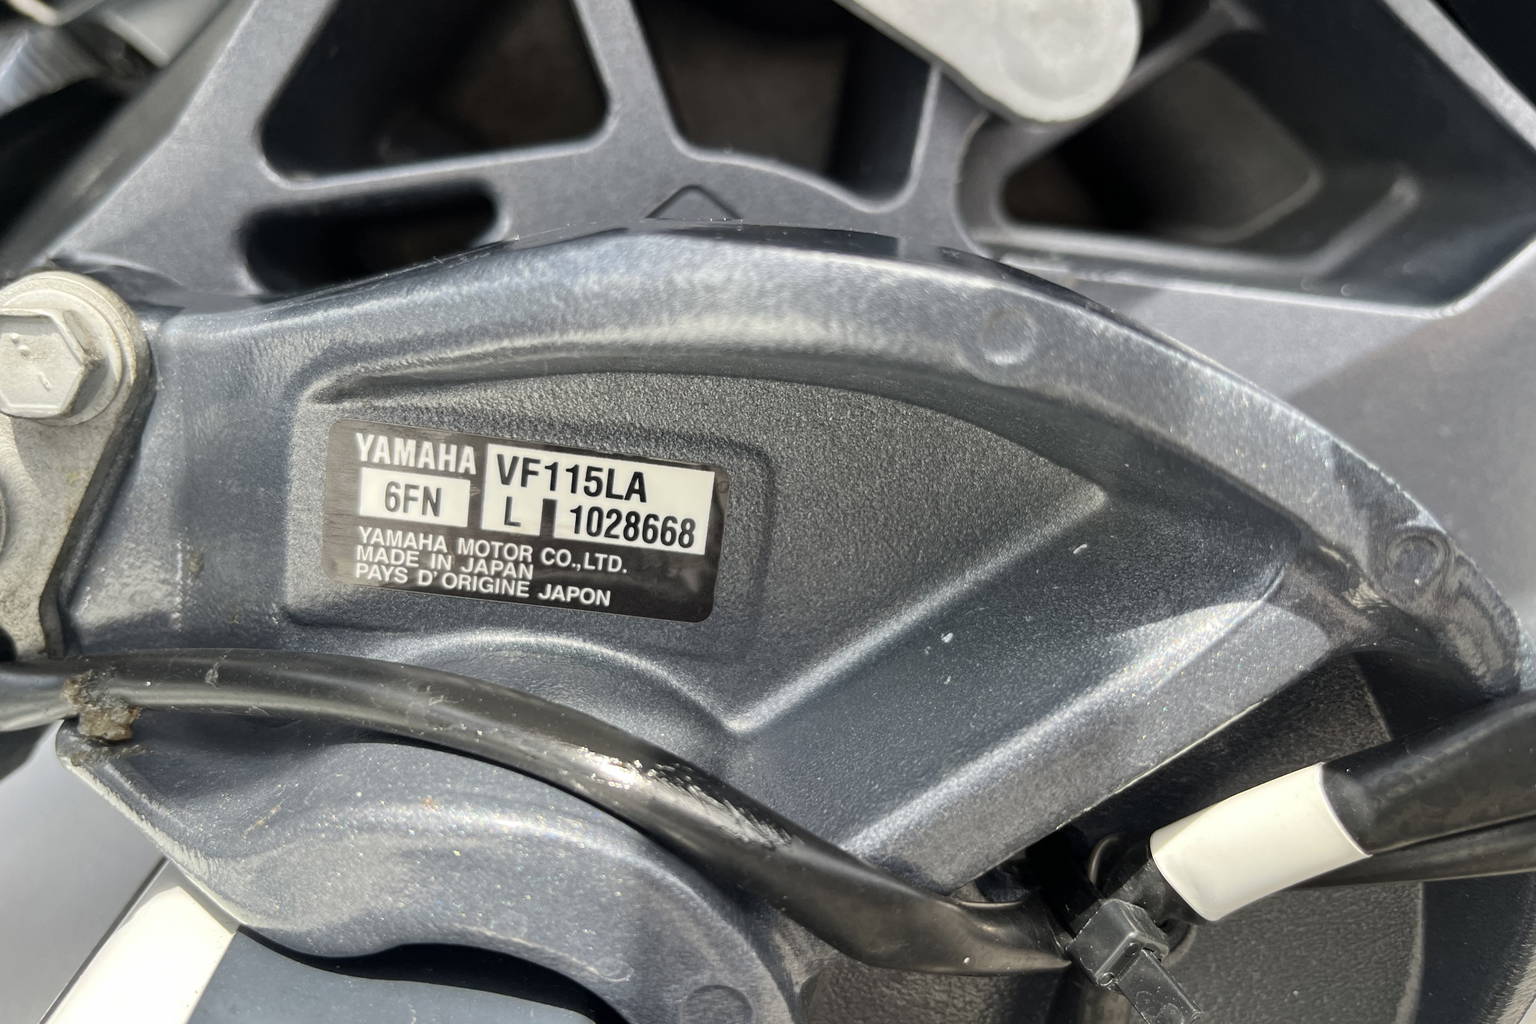 YAMAHA VF115LA
6FN L 1028668
YAMAHA MOTOR CO.,LTD.
MADE IN JAPAN
PAYS D'ORIGINE JAPON